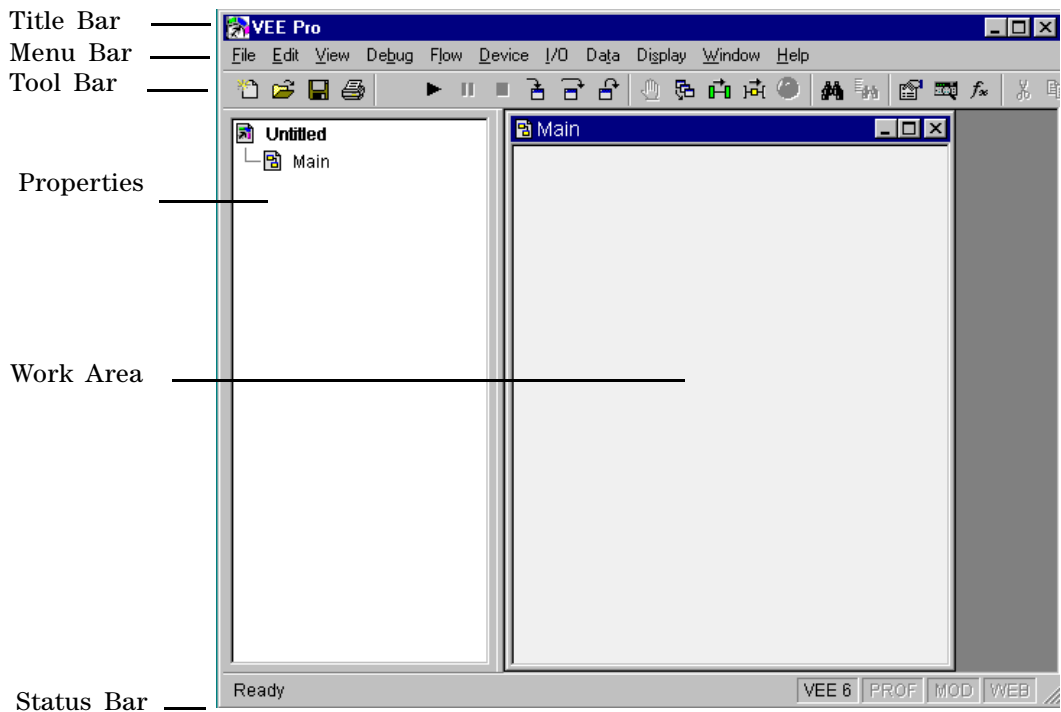 Title Bar
VEE Pro
Menu Bar
File Edit View Debug Flow Device I/O Data Display Window Help
Tool Bar
Untitled
Main
Main
Properties
Work Area
Status Bar
Ready
VEE 6 PROF MOD WEB